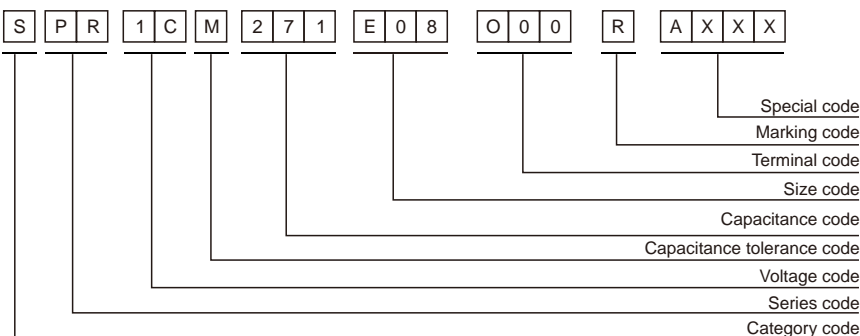 S P R 1 C M 2 7 1 E 0 8 O 0 0 R A X X X
Special code
Marking code
Terminal code
Size code
Capacitance code
Capacitance tolerance code
Voltage code
Series code
Category code